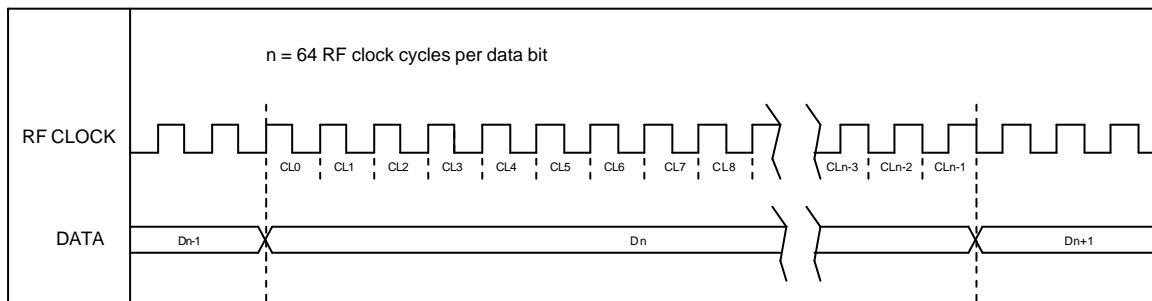 n = 64 RF clock cycles per data bit
RF CLOCK
CL0 CL1 CL2 CL3 CL4 CL5 CL6 CL7 CL8 CLn-3 CLn-2 CLn-1
DATA Dn-1 Dn Dn+1